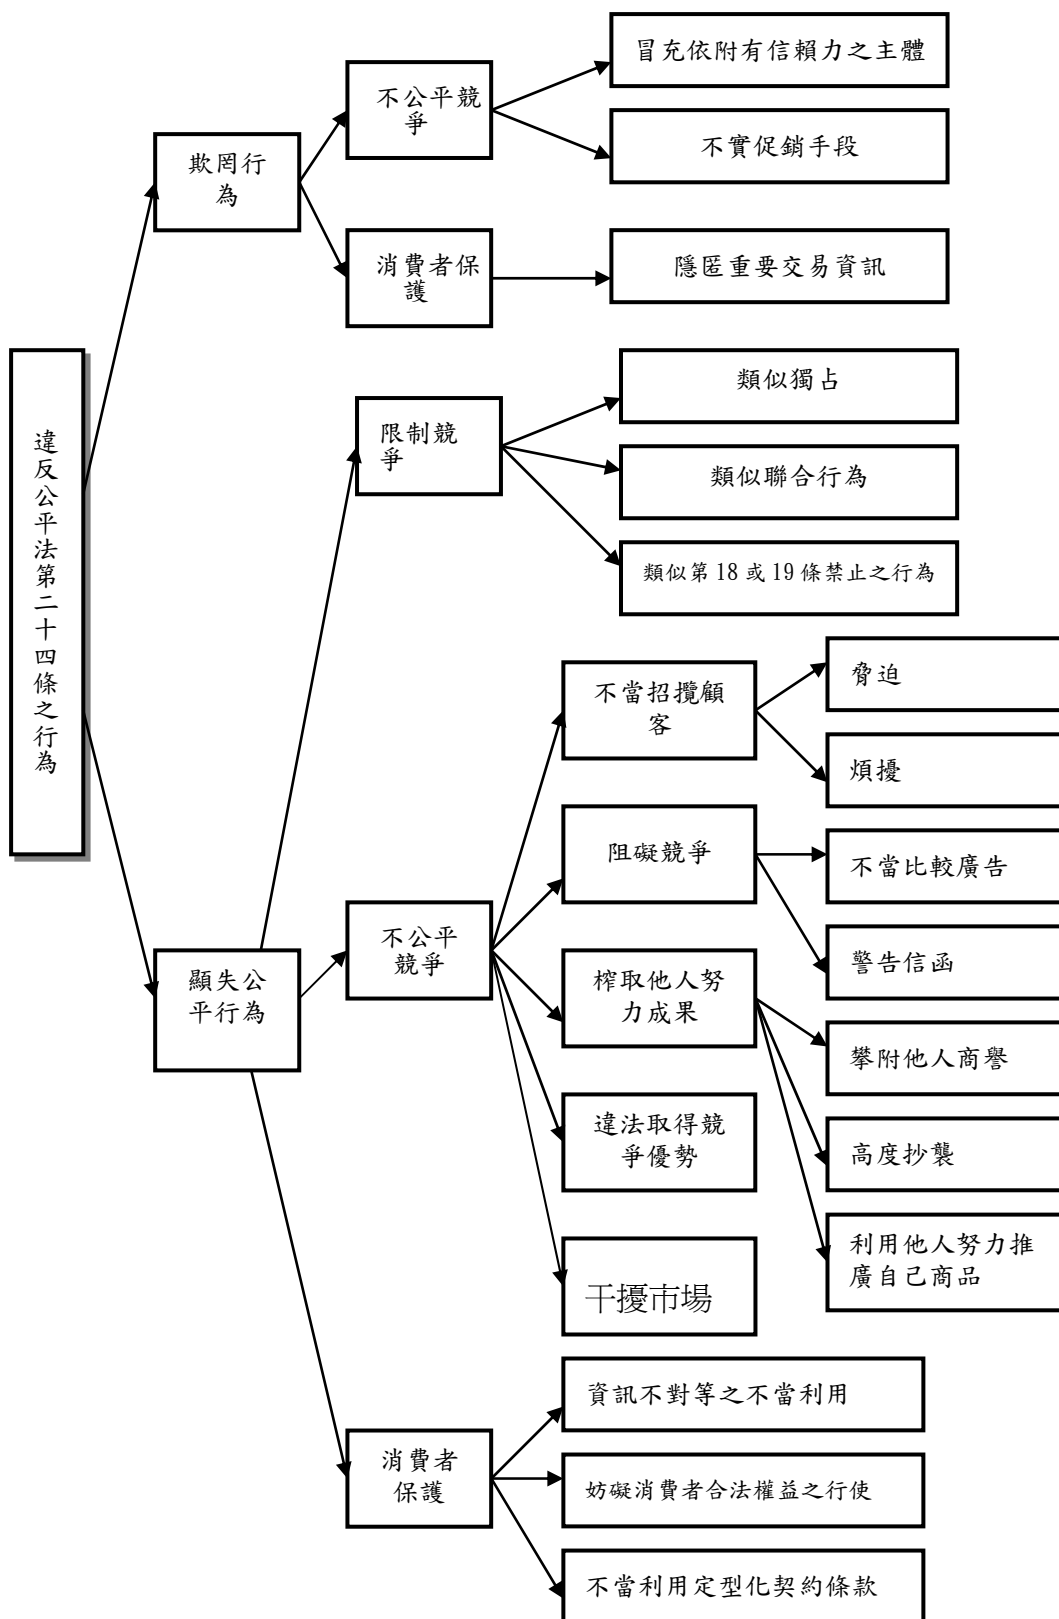 違反公平法第二十四條之行為
欺罔行
為
不公平競
爭
冒充依附有信賴力之主體
不實促銷手段
消費者保
護
隱匿重要交易資訊
顯失公
平行為
限制競
爭
類似獨占
類似聯合行為
類似第 18 或 19 條禁止之行為
不公平
競爭
不當招攬顧
客
脅迫
煩擾
阻礙競爭
不當比較廣告
警告信函
榨取他人努
力成果
攀附他人商譽
高度抄襲
利用他人努力推
廣自己商品
違法取得競
爭優勢
干擾市場
消費者
保護
資訊不對等之不當利用
妨礙消費者合法權益之行使
不當利用定型化契約條款